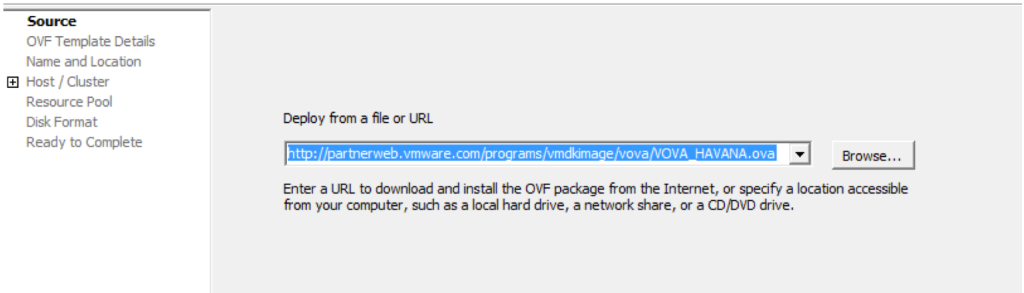 Source
OVF Template Details
Name and Location
Host / Cluster
Resource Pool
Disk Format
Ready to Complete
Deploy from a file or URL
http://partnerweb.vmware.com/programs/vmdkimage/vova/VOVA_HAVANA.ova
Browse...
Enter a URL to download and install the OVF package from the Internet, or specify a location accessible
from your computer, such as a local hard drive, a network share, or a CD/DVD drive.